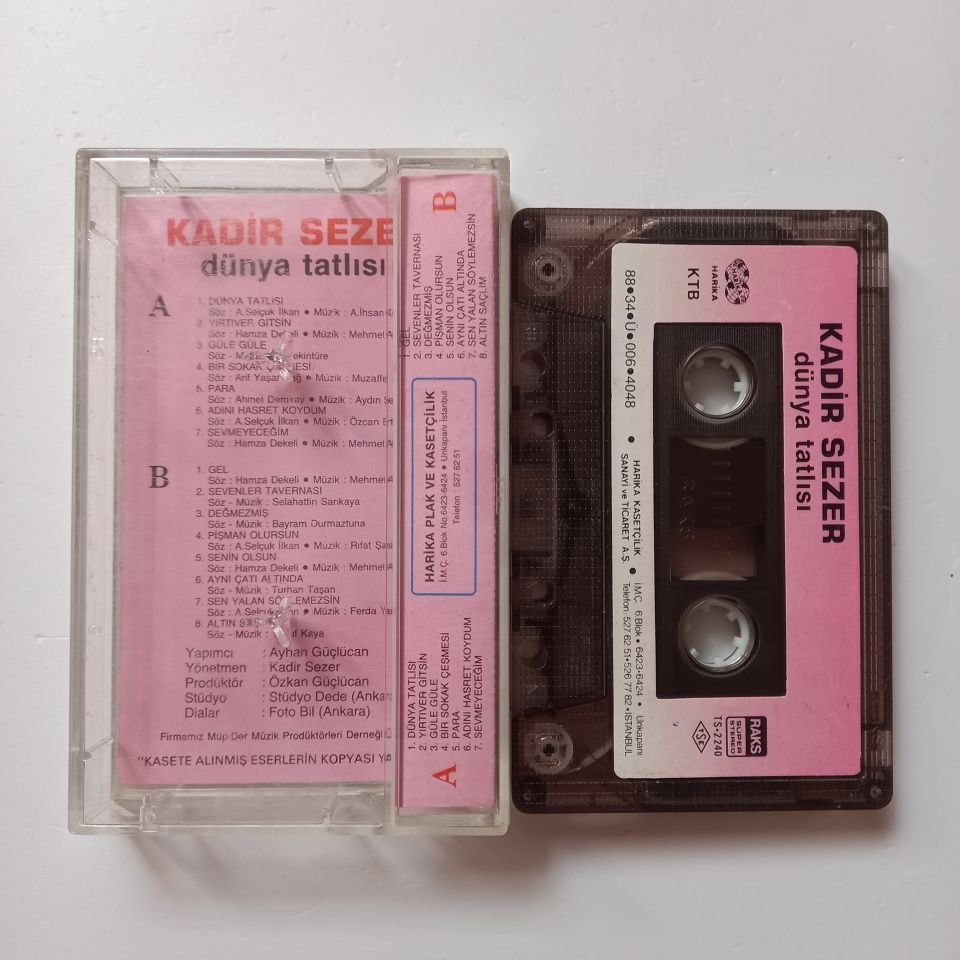 KADİR SEZE
dünya tatlısı
A
1. DÜNYA TATLISI
Söz : A.Selçuk İlkan • Müzik : A.İhsan
2. YIRTIVER GİTSİN
Söz : Hamza Dekeli • Müzik : Mehmet
3. GÜLE GÜLE
Söz - ekintüre
4. BİR SOKAK ÇEŞMESİ
Söz : Arif Yaşar • Müzik : Muzaffe
5. PARA
Söz : Ahmet Demiray • Müzik : Aydın
6. ADINI HASRET KOYDUM
Söz : A.Selçuk İlkan • Müzik : Özcan
7. SEVMEYECEĞİM
Söz : Hamza Dekeli • Müzik : Mehmet
B
1. GEL
Söz : Hamza Dekeli • Müzik : Mehmet
2. SEVENLER TAVERNASI
Söz - Müzik : Selahattin Sarıkaya
3. DEĞMEZMİŞ
Söz - Müzik : Bayram Durmaztuna
4. PİŞMAN OLURSUN
Söz : A.Selçuk İlkan • Müzik : Rıfat
5. SENİN OLSUN
Söz : Hamza Dekeli • Müzik : Mehmet
6. AYNI ÇATI ALTINDA
Söz - Müzik : Turhan Taşan
7. SEN YALAN SÖYLEMEZSİN
Söz : A.Selçuk • Müzik : Ferda
8. ALTIN
Söz - Müzik : Kaya
Yapımcı : Ayhan Güçlücan
Yönetmen : Kadir Sezer
Prodüktör : Özkan Güçlücan
Stüdyo : Stüdyo Dede (Ankar
Dialar : Foto Bil (Ankara)
Firmamız Müp-Der Müzik Prodüktörleri Derneği
"KASETE ALINMIŞ ESERLERİN KOPYASI YA
B
1. GEL
2. SEVENLER TAVERNASI
3. DEĞMEZMİŞ
4. PİŞMAN OLURSUN
5. SENİN OLSUN
6. AYNI ÇATI ALTINDA
7. SEN YALAN SÖYLEMEZSİN
8. ALTIN SAÇLIM
HARİKA PLAK VE KASETÇİLİK
İ.M.Ç. 6.Blok No.6423-6424 • Unkapanı İstanbul
Telefon : 527 62 51
A
1. DÜNYA TATLISI
2. YIRTIVER GİTSİN
3. GÜLE GÜLE
4. BİR SOKAK ÇEŞMESİ
5. PARA
6. ADINI HASRET KOYDUM
7. SEVMEYECEĞİM
KADİR SEZER
dünya tatlısı
HARİKA
HARİKA
KTB
RAKS
SÜPER
STEREO
TS-2240
TSE
88•34•Ü•006•4048 • HARİKA KASETÇİLİK
SANAYİ ve TİCARET A.Ş. • İ.M.C. 6.Blok • 6423•6424 • Unkapanı
Telefon: 527 62 51•526 77 82 •İSTANBUL